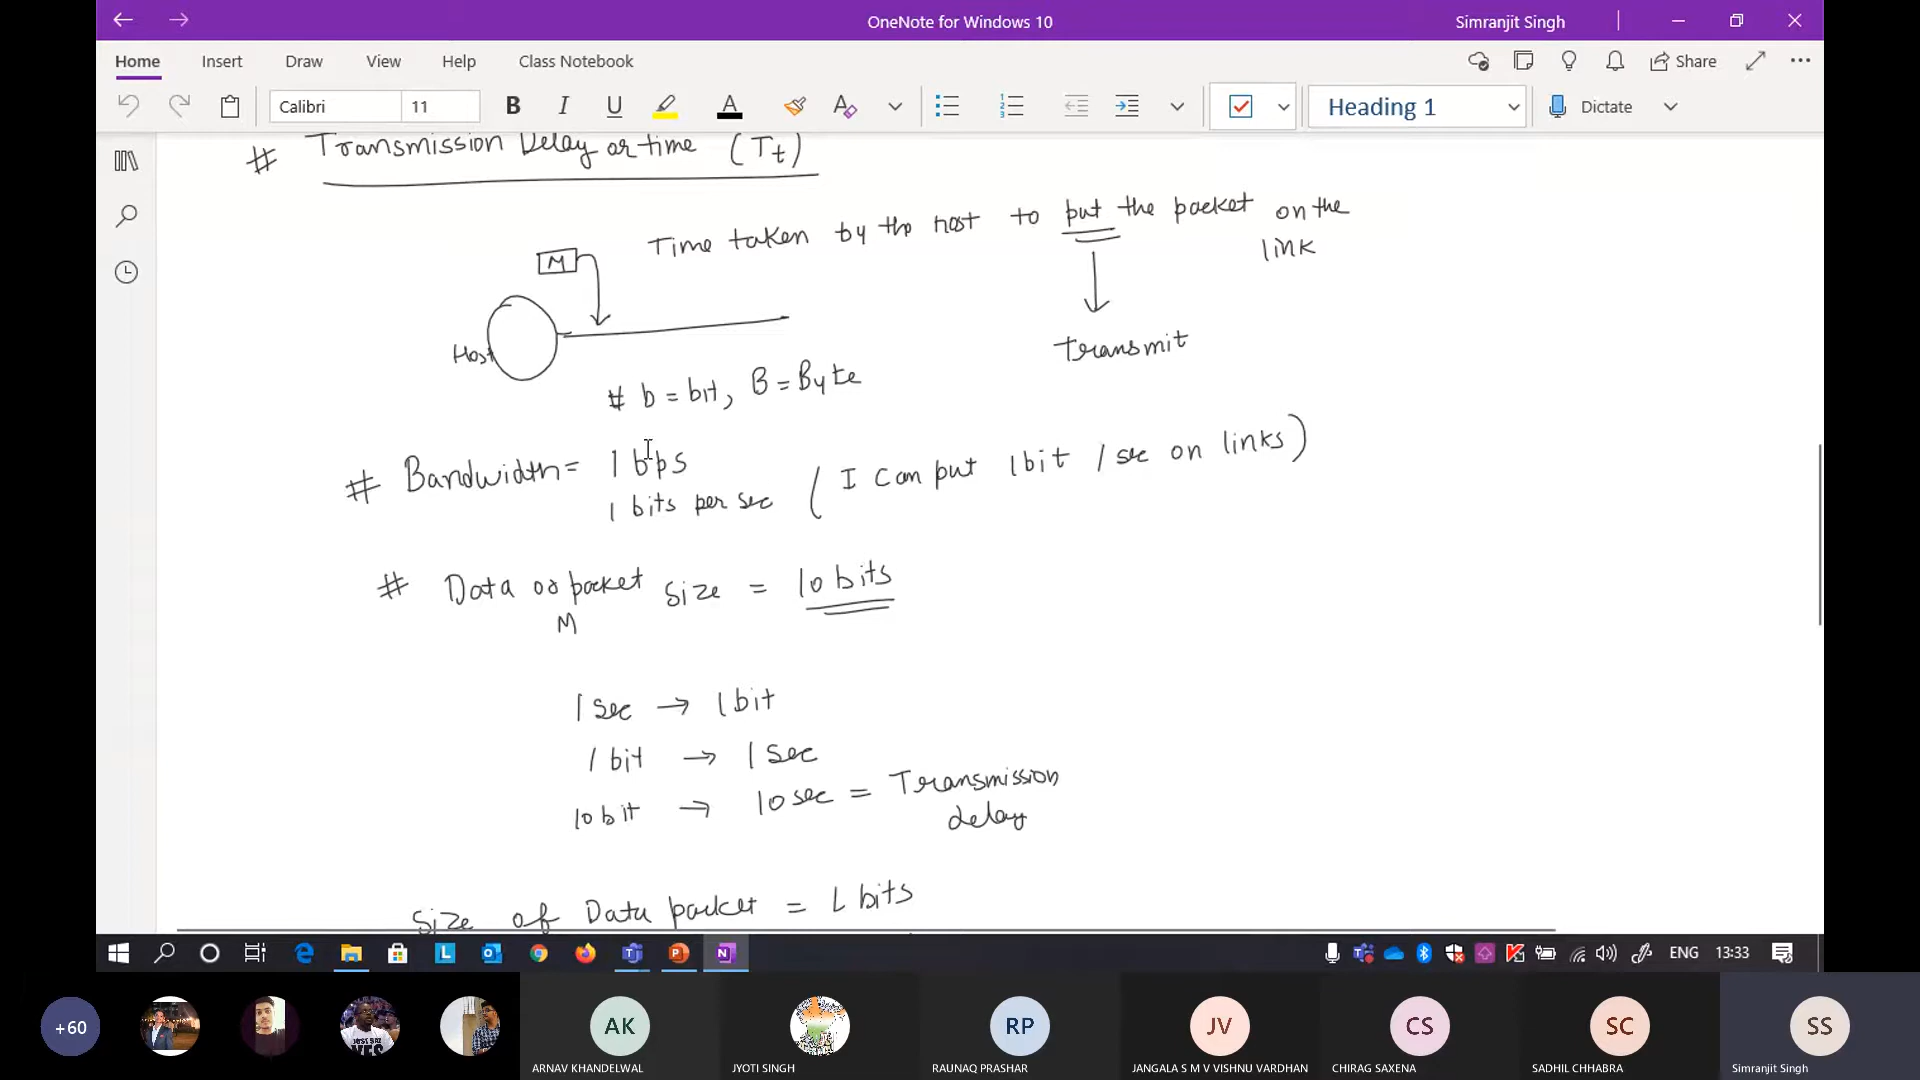 OneNote for Windows 10
Simranjit Singh
Home Insert Draw View Help Class Notebook
Share
Calibri 11 B I U A A Heading 1 Dictate
# Transmission Delay or time (Tt)
Time taken by the host to put the packet on the
link
M
Host
Transmit
# b = bit, B = Byte
# Bandwidth = 1 bps
1 bits per sec ( I can put 1 bit / sec on links )
# Data or packet size = 10 bits
M
1 sec → 1 bit
1 bit → 1 sec
10 bit → 10 sec = Transmission
delay
Size of Data packet = L bits
ENG 13:33
+60
JUST SAY
YES
AK
RP
JV
CS
SC
SS
ARNAV KHANDELWAL
JYOTI SINGH
RAUNAQ PRASHAR
JANGALA S M V VISHNU VARDHAN
CHIRAG SAXENA
SADHIL CHHABRA
Simranjit Singh